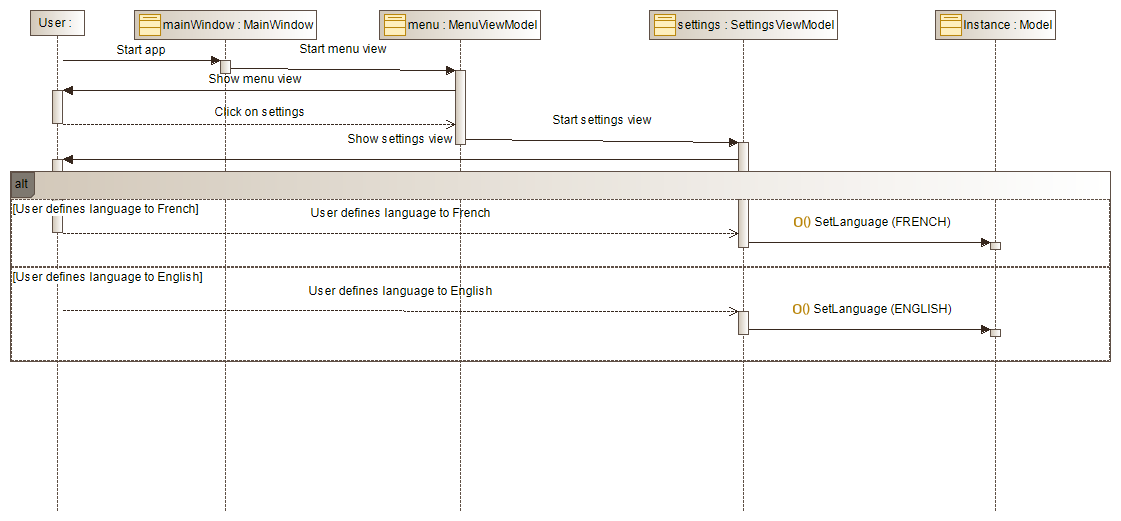 User :
mainWindow : MainWindow
menu : MenuViewModel
settings : SettingsViewModel
Instance : Model
Start app
Start menu view
Show menu view
Click on settings
Start settings view
Show settings view
alt
[User defines language to French]
User defines language to French
O() SetLanguage (FRENCH)
[User defines language to English]
User defines language to English
O() SetLanguage (ENGLISH)